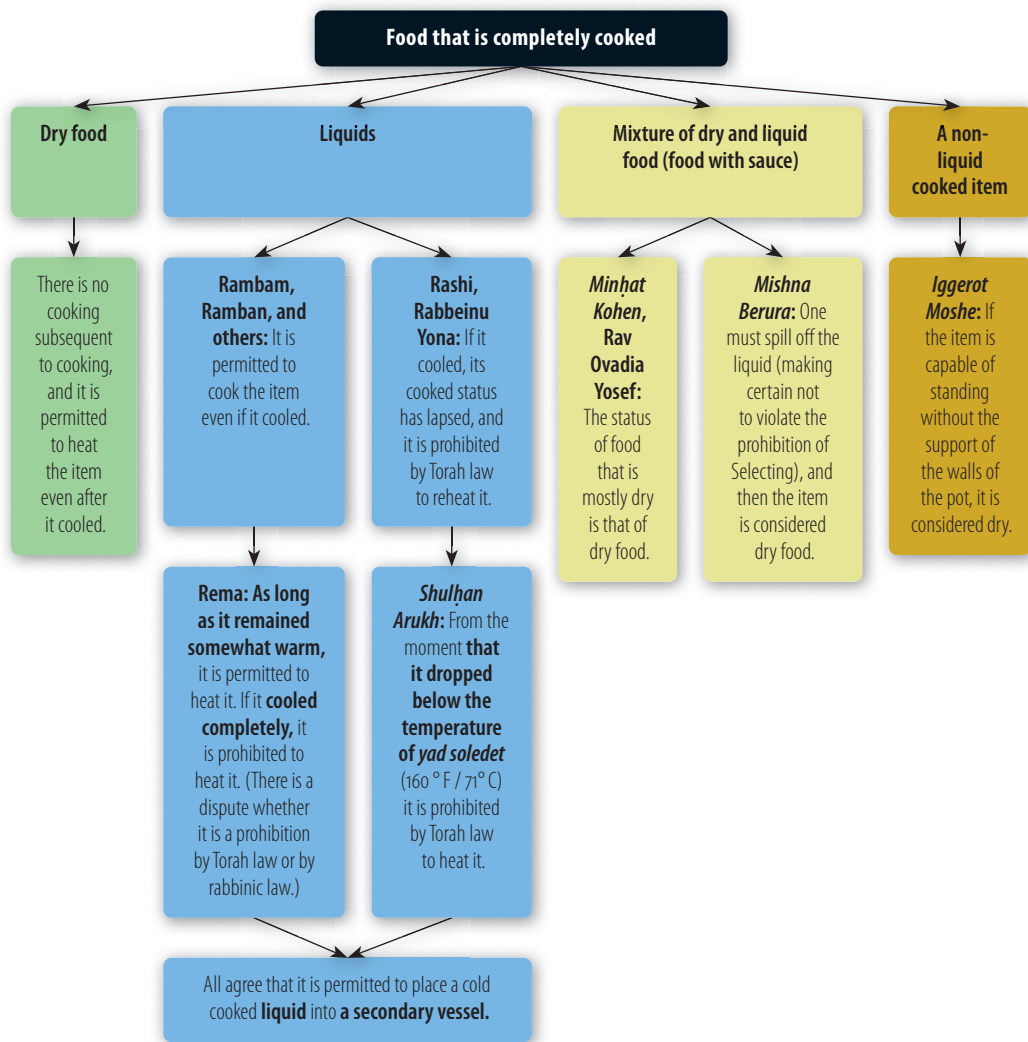 Food that is completely cooked
Dry food
Liquids
Mixture of dry and liquid
food (food with sauce)
A non-
liquid
cooked item
There is no
cooking
subsequent
to cooking,
and it is
permitted
to heat
the item
even after
it cooled.
Rambam,
Ramban, and
others: It is
permitted to
cook the item
even if it cooled.
Rashi,
Rabbeinu
Yona: If it
cooled, its
cooked status
has lapsed, and
it is prohibited
by Torah law
to reheat it.
Minḥat
Kohen,
Rav
Ovadia
Yosef:
The status
of food
that is
mostly dry
is that of
dry food.
Mishna
Berura: One
must spill off the
liquid (making
certain not
to violate the
prohibition of
Selecting), and
then the item
is considered
dry food.
Iggerot
Moshe: If
the item is
capable of
standing
without the
support of
the walls of
the pot, it is
considered dry.
Rema: As long
as it remained
somewhat warm,
it is permitted to
heat it. If it cooled
completely, it
is prohibited to
heat it. (There is a
dispute whether
it is a prohibition
by Torah law or by
rabbinic law.)
Shulḥan
Arukh: From the
moment that
it dropped
below the
temperature
of yad soledet
(160 °F / 71° C)
it is prohibited
by Torah law
to heat it.
All agree that it is permitted to place a cold
cooked liquid into a secondary vessel.